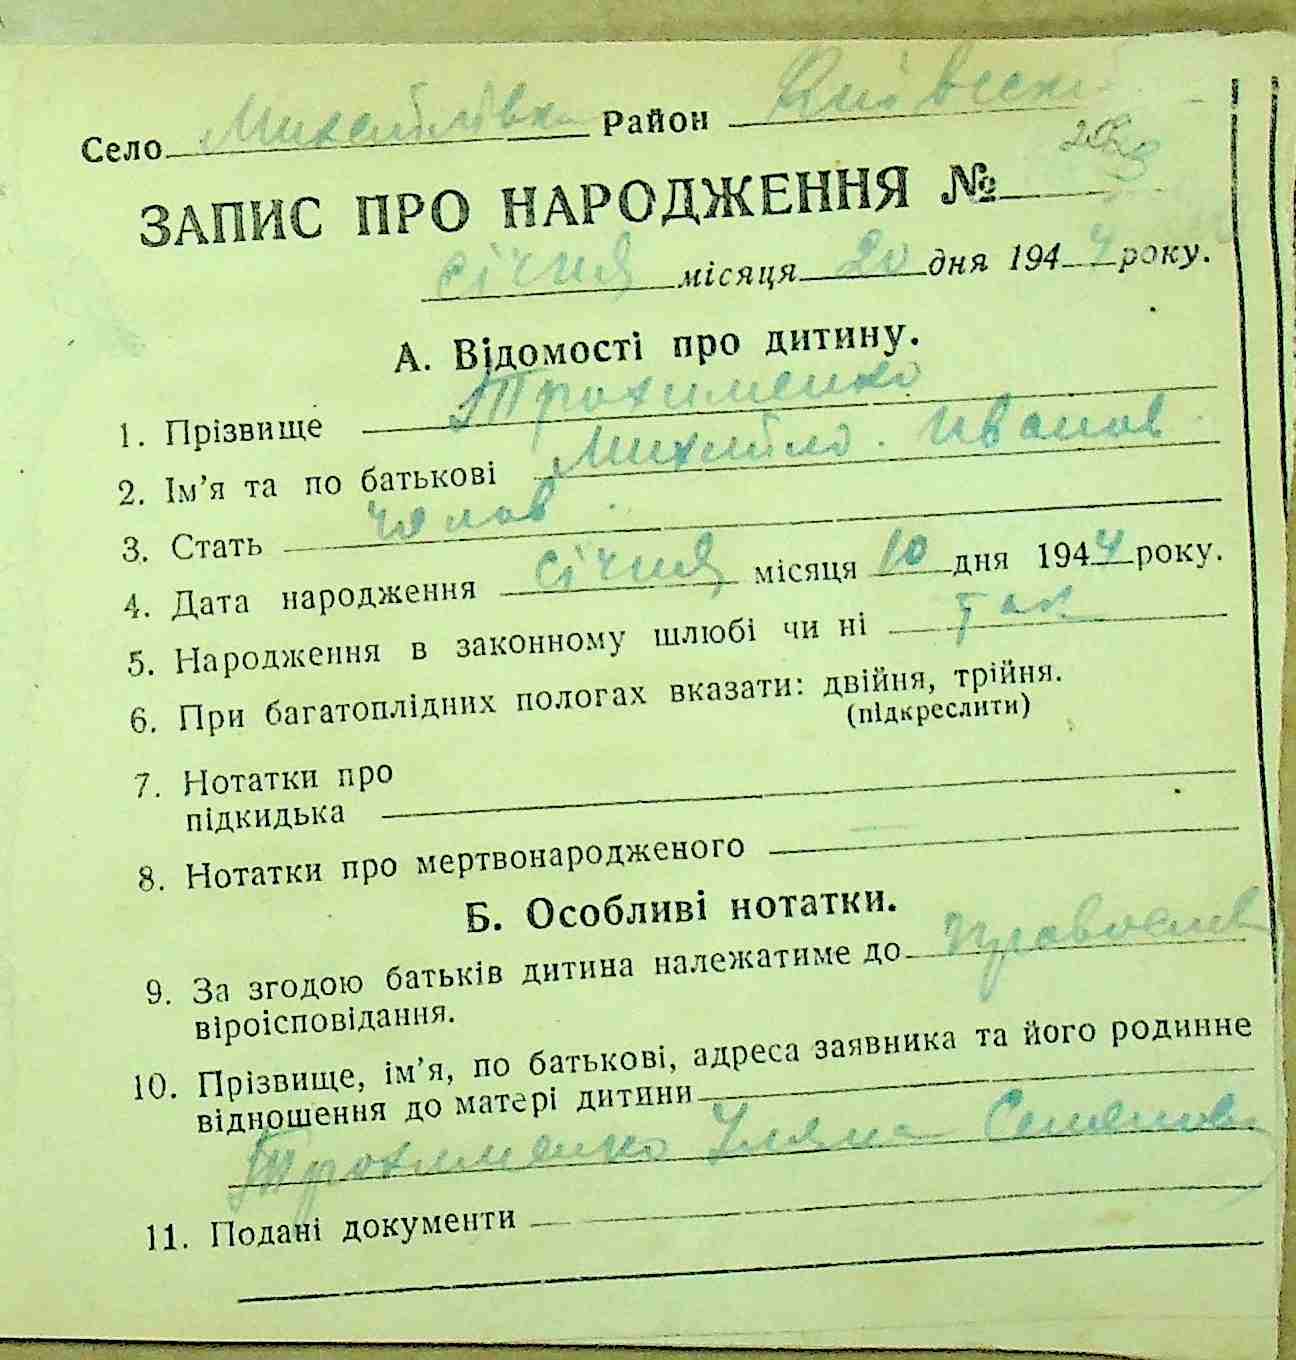 Село Михайлівка Район
ЗАПИС ПРО НАРОДЖЕННЯ №
січня місяця 20 дня 1944 року.
А. Відомості про дитину.
1. Прізвище Трохименко
2. Ім'я та по батькові Михайло Иванов
3. Стать чолов
4. Дата народження січня місяця 10 дня 1944 року.
5. Народження в законному шлюбі чи ні так
6. При багатоплідних пологах вказати: двійня, трійня.
(підкреслити)
7. Нотатки про
підкидька
8. Нотатки про мертвонародженого
Б. Особливі нотатки.
9. За згодою батьків дитина належатиме до православ
віроісповідання.
10. Прізвище, ім'я, по батькові, адреса заявника та його родинне
відношення до матері дитини
Трохименко Уляна
11. Подані документи